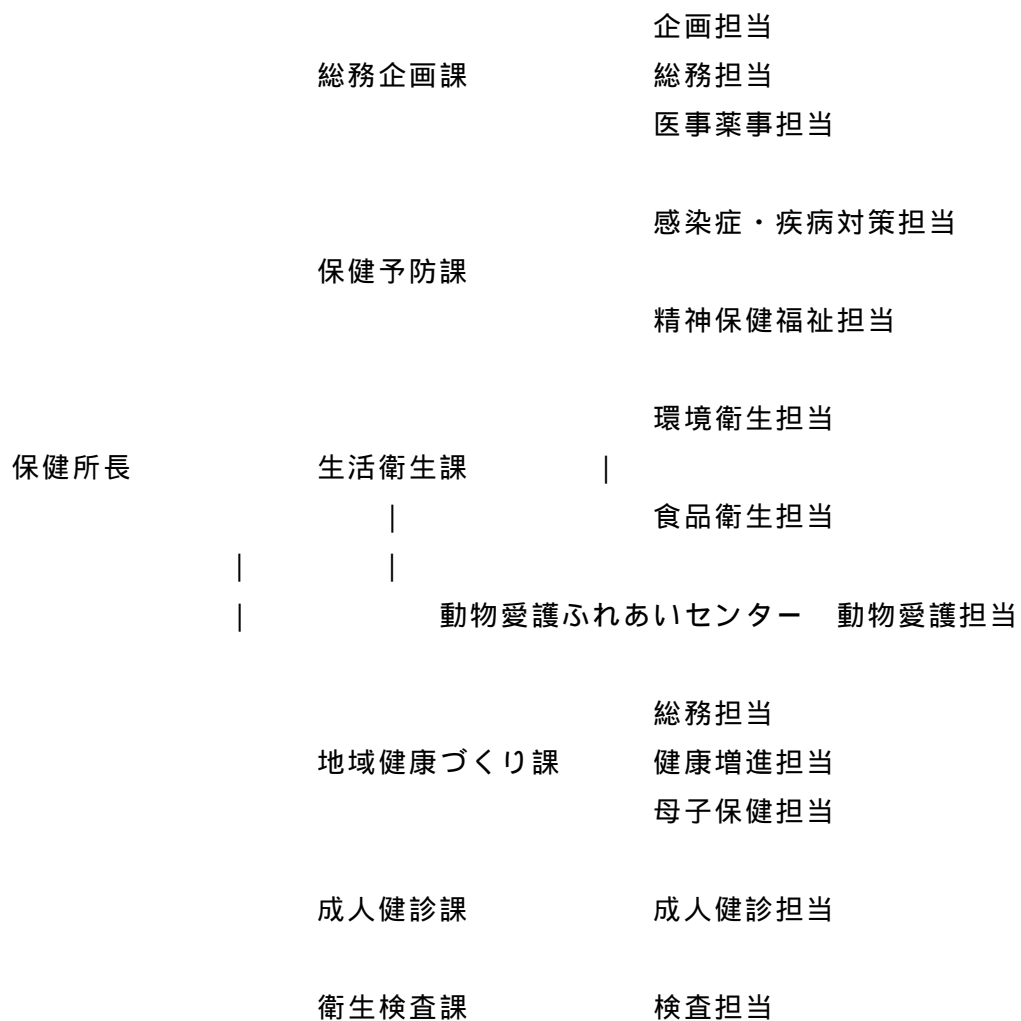 企画担当
総務企画課 総務担当
医事薬事担当
感染症・疾病対策担当
保健予防課
精神保健福祉担当
環境衛生担当
保健所長 生活衛生課 |
| 食品衛生担当
| |
| 動物愛護ふれあいセンター 動物愛護担当
総務担当
地域健康づくり課 健康増進担当
母子保健担当
成人健診課 成人健診担当
衛生検査課 検査担当